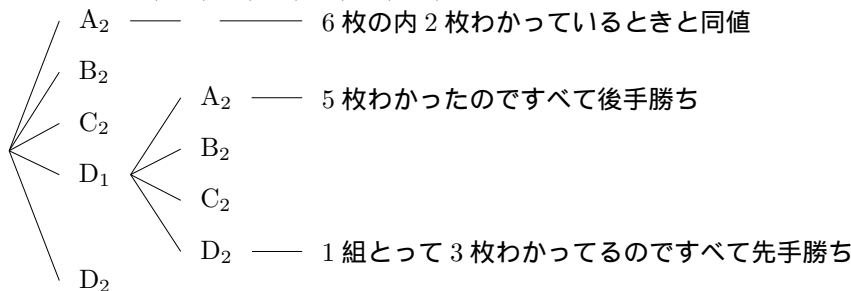 A₂ 6 枚の内 2 枚わかっているときと同値
B₂
A₂ 5 枚わかったのですべて後手勝ち
C₂
B₂
D₁
C₂
D₂ 1 組とって 3 枚わかってるのですべて先手勝ち
D₂